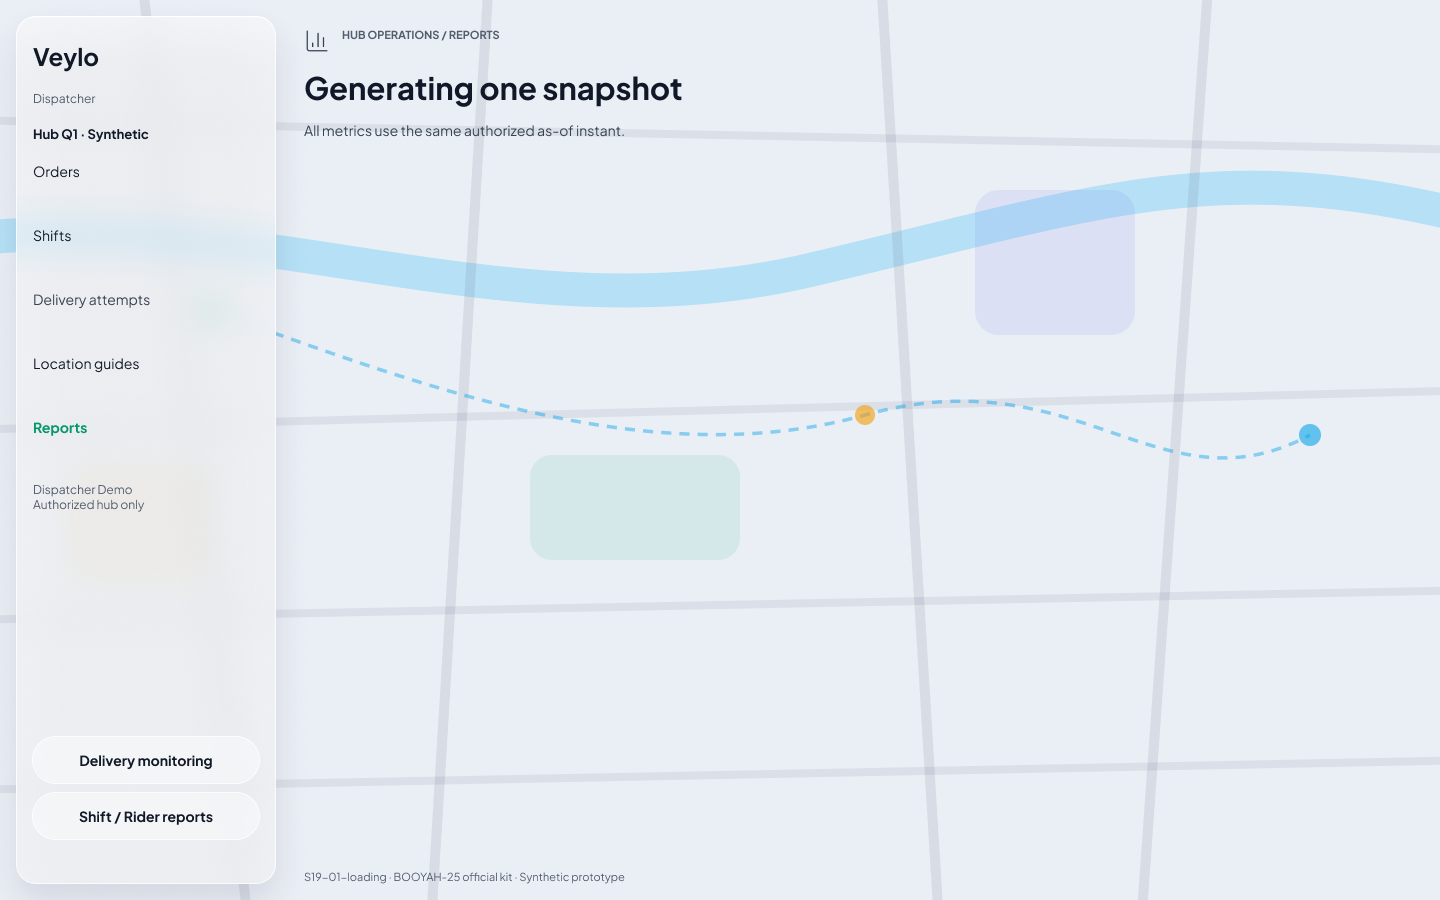 Veylo
Dispatcher
Hub Q1 · Synthetic
Orders
Shifts
Delivery attempts
Location guides
Reports
Dispatcher Demo
Authorized hub only
Delivery monitoring
Shift / Rider reports
HUB OPERATIONS / REPORTS
Generating one snapshot
All metrics use the same authorized as-of instant.
S19-01-loading · BOOYAH-25 official kit · Synthetic prototype